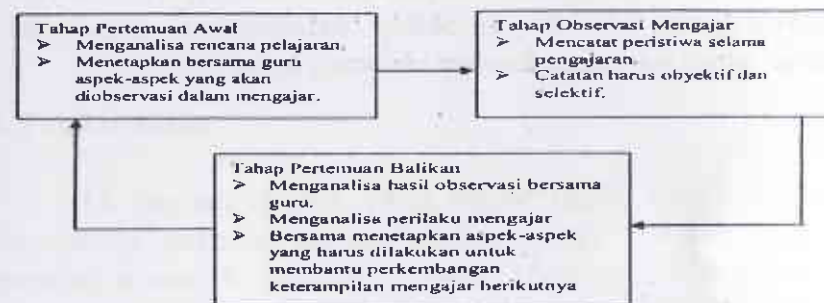 Tahap Pertemuan Awal
➢ Menganalisa rencana pelajaran.
➢ Menetapkan bersama guru
aspek-aspek yang akan
diobservasi dalam mengajar.
Tahap Observasi Mengajar
➢ Mencatat peristiwa selama
pengajaran.
➢ Catatan harus obyektif dan
selektif.
Tahap Pertemuan Balikan
➢ Menganalisa hasil observasi bersama
guru.
➢ Menganalisa perilaku mengajar
➢ Bersama menetapkan aspek-aspek
yang harus dilakukan untuk
membantu perkembangan
keterampilan mengajar berikutnya